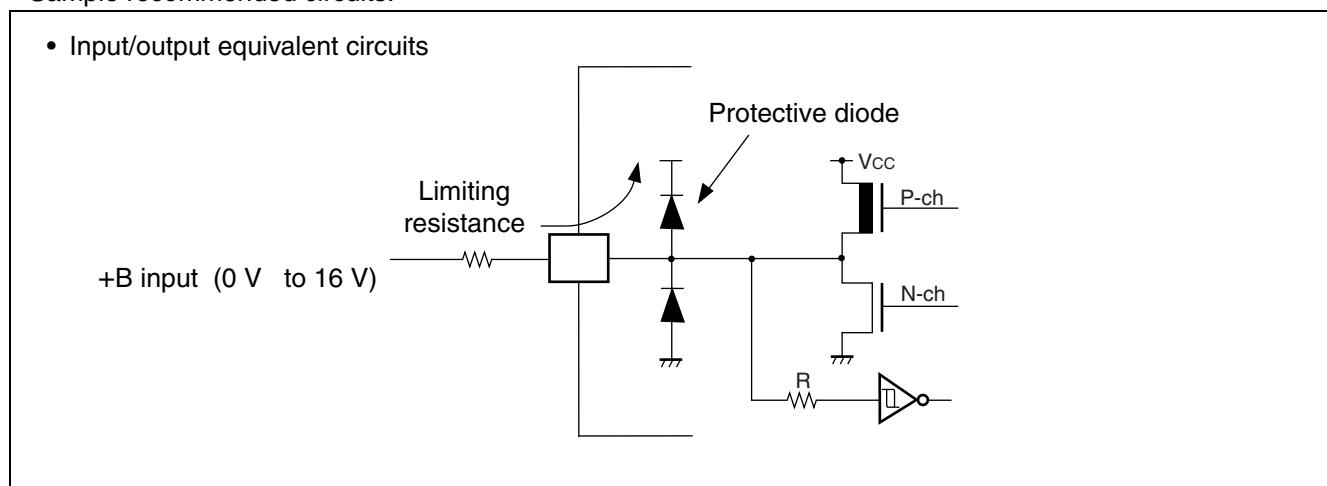 Sample recommended circuits:
• Input/output equivalent circuits
Protective diode
VCC
Limiting
resistance
P-ch
+B input (0 V to 16 V)
N-ch
R